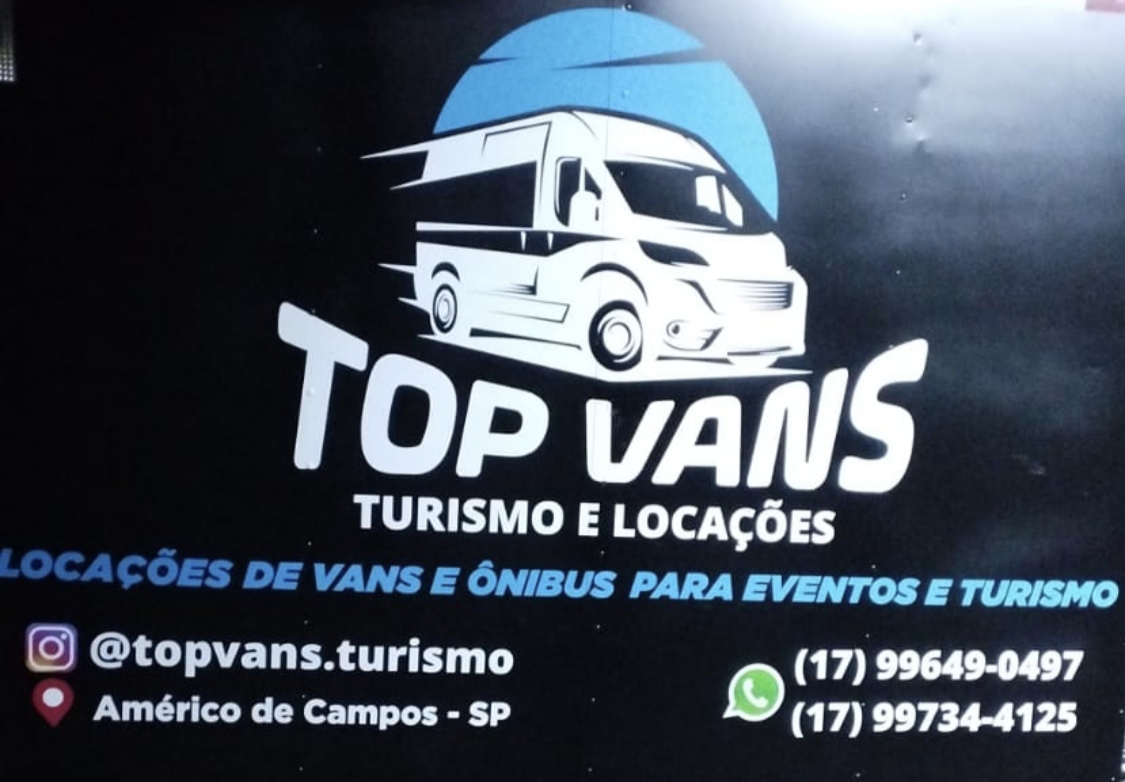 TOP VANS
TURISMO E LOCAÇÕES
LOCAÇÕES DE VANS E ÔNIBUS PARA EVENTOS E TURISMO
@topvans.turismo
Américo de Campos - SP
(17) 99649-0497
(17) 99734-4125